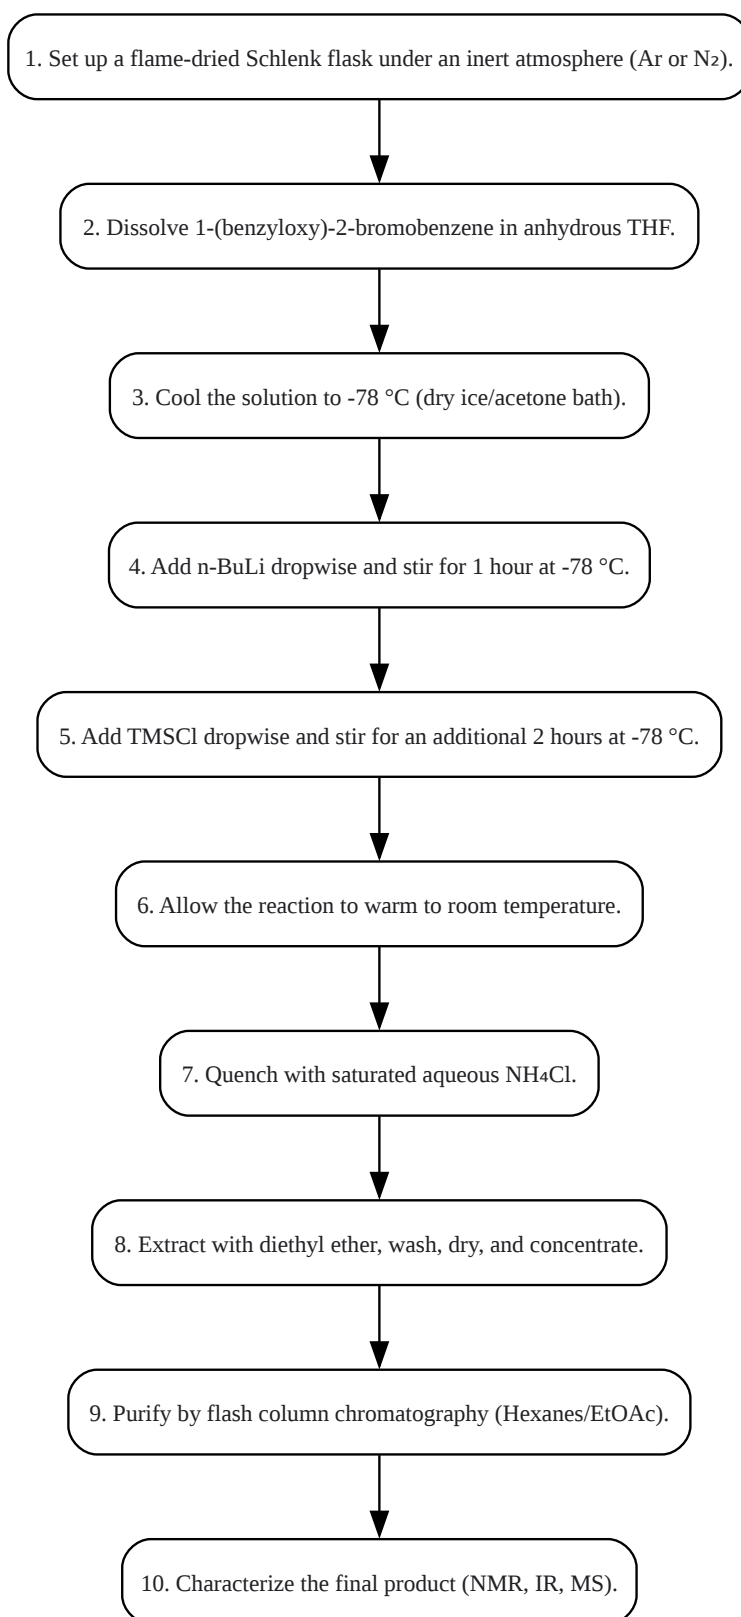 1. Set up a flame-dried Schlenk flask under an inert atmosphere (Ar or N₂).
2. Dissolve 1-(benzyloxy)-2-bromobenzene in anhydrous THF.
3. Cool the solution to -78 °C (dry ice/acetone bath).
4. Add n-BuLi dropwise and stir for 1 hour at -78 °C.
5. Add TMSCl dropwise and stir for an additional 2 hours at -78 °C.
6. Allow the reaction to warm to room temperature.
7. Quench with saturated aqueous NH₄Cl.
8. Extract with diethyl ether, wash, dry, and concentrate.
9. Purify by flash column chromatography (Hexanes/EtOAc).
10. Characterize the final product (NMR, IR, MS).